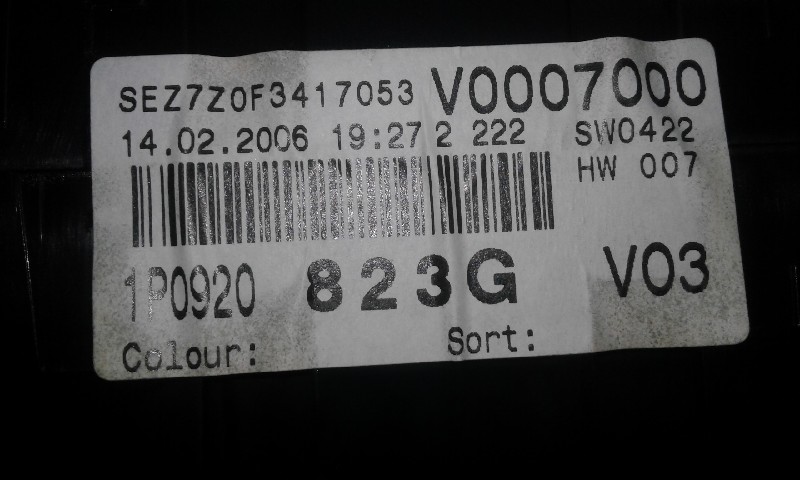 SEZ7Z0F3417053 V0007000
14.02.2006 19:27 2 222 SW0422
HW 007
1P0920 823G V03
Colour: Sort: